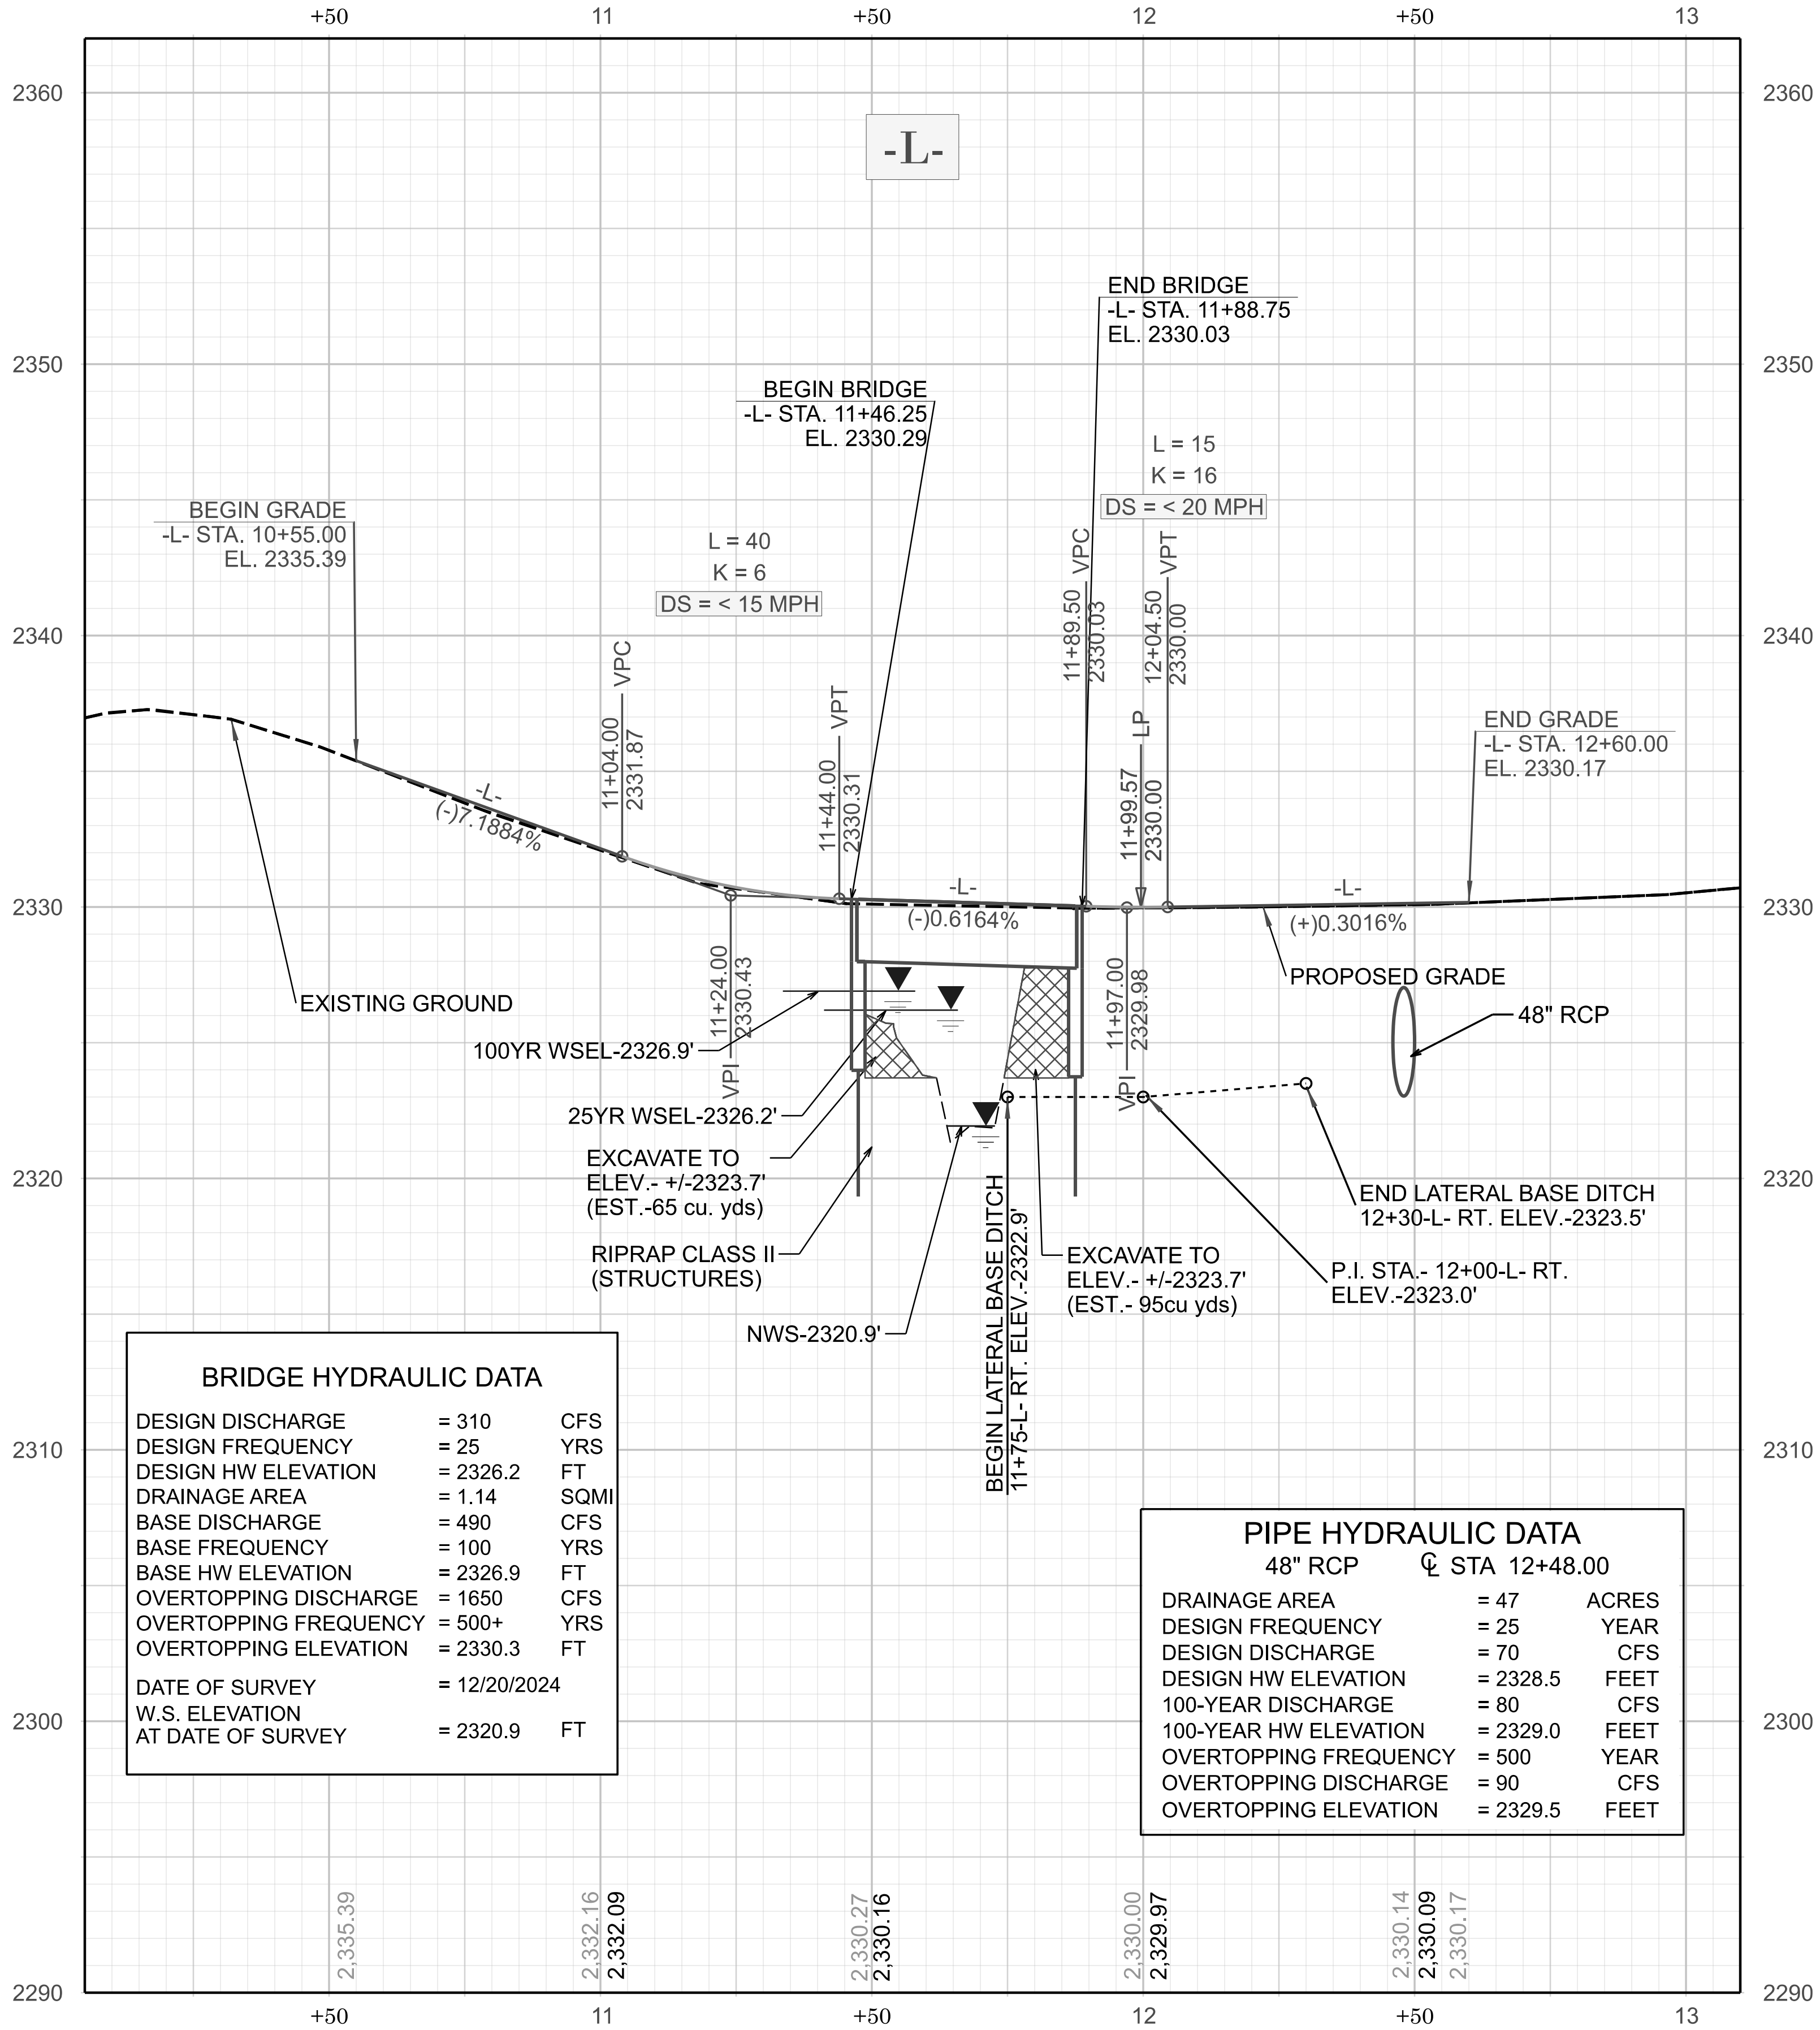 +50 11 +50 12 +50 13
2360 2360
-L-
END BRIDGE
-L- STA. 11+88.75
EL. 2330.03
2350 2350
BEGIN BRIDGE
-L- STA. 11+46.25
EL. 2330.29
L = 15
K = 16
DS = < 20 MPH
BEGIN GRADE
-L- STA. 10+55.00
EL. 2335.39
L = 40
K = 6
DS = < 15 MPH
2340 2340
VPC
11+04.00
2331.87
VPT
11+44.00
2330.31
VPC
11+89.50
2330.03
LP
11+99.57
2330.00
VPT
12+04.50
2330.00
END GRADE
-L- STA. 12+60.00
EL. 2330.17
-L-
(-)7.1884%
2330 2330
-L-
(-)0.6164%
-L-
(+)0.3016%
EXISTING GROUND
11+24.00
2330.43
VPI
11+97.00
2329.98
VPI
PROPOSED GRADE
48" RCP
100YR WSEL-2326.9'
25YR WSEL-2326.2'
EXCAVATE TO
ELEV.- +/-2323.7'
(EST.-65 cu. yds)
2320 2320
RIPRAP CLASS II
(STRUCTURES)
NWS-2320.9'
BEGIN LATERAL BASE DITCH
11+75-L- RT. ELEV.-2322.9'
EXCAVATE TO
ELEV.- +/-2323.7'
(EST.- 95cu yds)
END LATERAL BASE DITCH
12+30-L- RT. ELEV.-2323.5'
P.I. STA.- 12+00-L- RT.
ELEV.-2323.0'
2310 2310
BRIDGE HYDRAULIC DATA
DESIGN DISCHARGE = 310 CFS
DESIGN FREQUENCY = 25 YRS
DESIGN HW ELEVATION = 2326.2 FT
DRAINAGE AREA = 1.14 SQMI
BASE DISCHARGE = 490 CFS
BASE FREQUENCY = 100 YRS
BASE HW ELEVATION = 2326.9 FT
OVERTOPPING DISCHARGE = 1650 CFS
OVERTOPPING FREQUENCY = 500+ YRS
OVERTOPPING ELEVATION = 2330.3 FT
DATE OF SURVEY = 12/20/2024
W.S. ELEVATION
AT DATE OF SURVEY = 2320.9 FT
PIPE HYDRAULIC DATA
48" RCP ℄ STA 12+48.00
DRAINAGE AREA = 47 ACRES
DESIGN FREQUENCY = 25 YEAR
DESIGN DISCHARGE = 70 CFS
DESIGN HW ELEVATION = 2328.5 FEET
100-YEAR DISCHARGE = 80 CFS
100-YEAR HW ELEVATION = 2329.0 FEET
OVERTOPPING FREQUENCY = 500 YEAR
OVERTOPPING DISCHARGE = 90 CFS
OVERTOPPING ELEVATION = 2329.5 FEET
2300 2300
2,335.39
2,332.16
2,332.09
2,330.27
2,330.16
2,330.00
2,329.97
2,330.14
2,330.09
2,330.17
2290 2290
+50 11 +50 12 +50 13